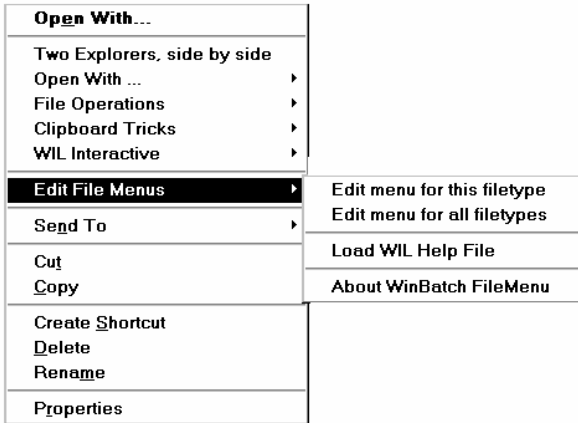 Open With...
Two Explorers, side by side
Open With ...
File Operations
Clipboard Tricks
WIL Interactive
Edit File Menus
Edit menu for this filetype
Edit menu for all filetypes
Load WIL Help File
About WinBatch FileMenu
Send To
Cut
Copy
Create Shortcut
Delete
Rename
Properties